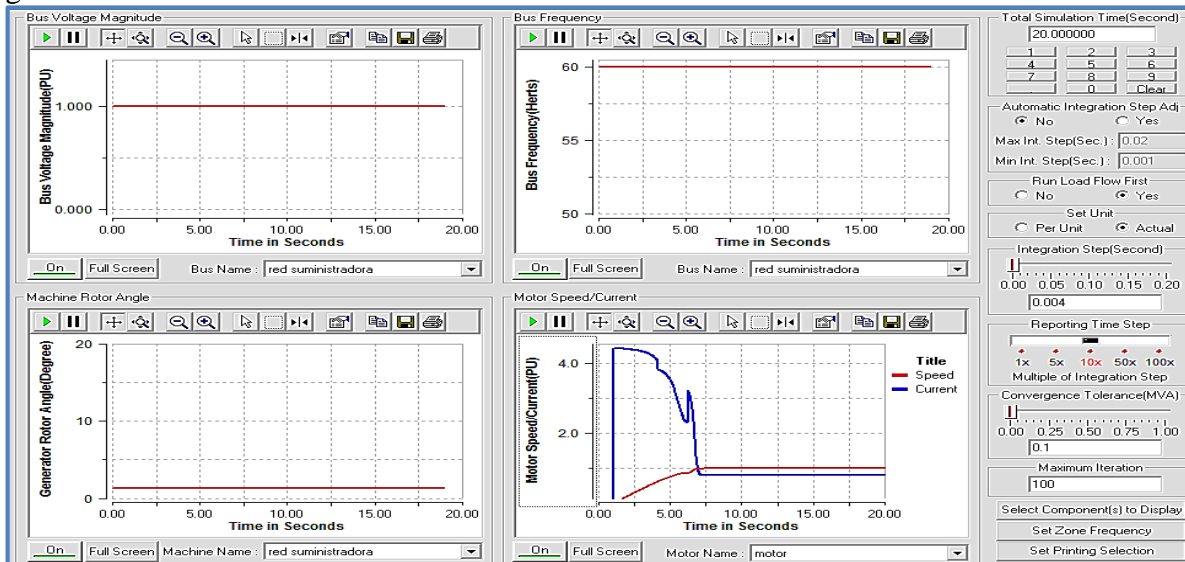 Bus Voltage Magnitude
Bus Voltage Magnitude(PU)
1.000
0.000
0.00 5.00 10.00 15.00 20.00
Time in Seconds
On Full Screen Bus Name : red suministradora
Bus Frequency
Bus Frequency(Herts)
60
55
50
0.00 5.00 10.00 15.00 20.00
Time in Seconds
On Full Screen Bus Name : red suministradora
Machine Rotor Angle
Generator Rotor Angle(Degree)
20
10
0
0.00 5.00 10.00 15.00 20.00
Time in Seconds
On Full Screen Machine Name : red suministradora
Motor Speed/Current
Motor Speed/Current(PU)
4.0
2.0
0.00 5.00 10.00 15.00 20.00
Time in Seconds
Title
Speed
Current
On Full Screen Motor Name : motor
Total Simulation Time(Second)
20.000000
1 2 3
4 5 6
7 8 9
. 0 Clear
Automatic Integration Step Adj
No Yes
Max Int. Step(Sec.) : 0.02
Min Int. Step(Sec.) : 0.001
Run Load Flow First
No Yes
Set Unit
Per Unit Actual
Integration Step(Second)
0.00 0.05 0.10 0.15 0.20
0.004
Reporting Time Step
1x 5x 10x 50x 100x
Multiple of Integration Step
Convergence Tolerance(MVA)
0.00 0.25 0.50 0.75 1.00
0.1
Maximum Iteration
100
Select Component(s) to Display
Set Zone Frequency
Set Printing Selection